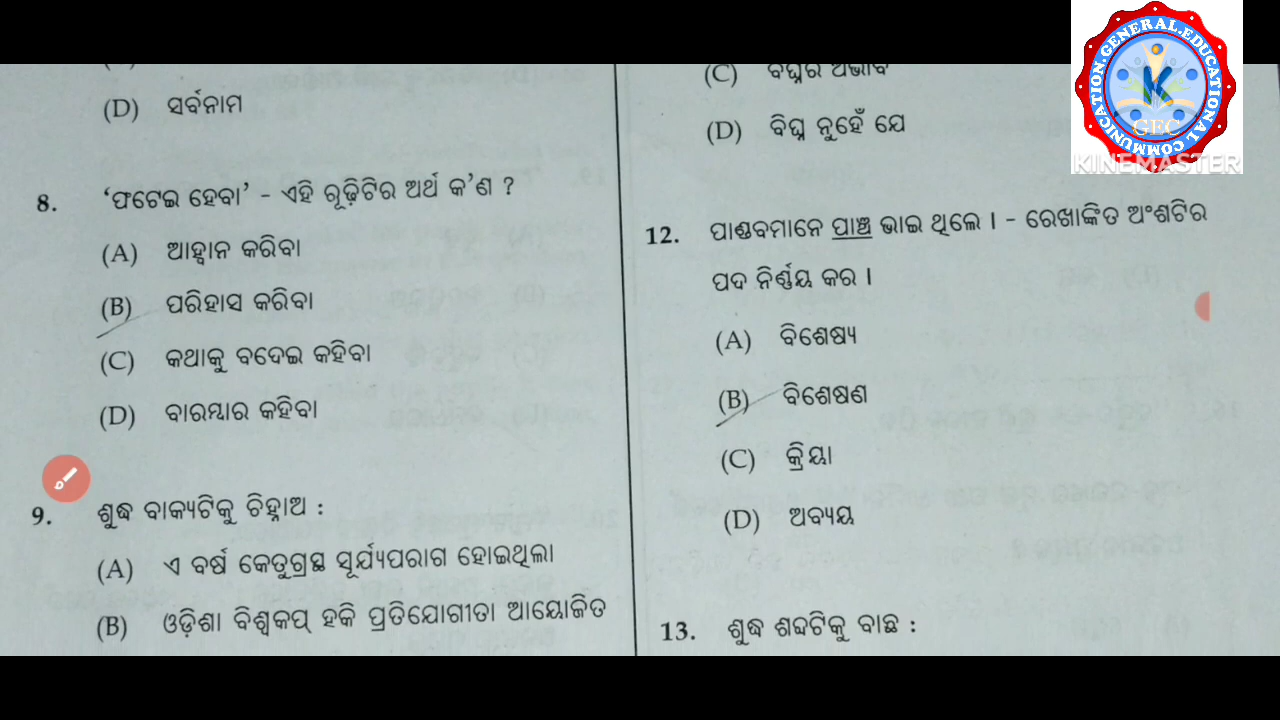 (D) ସର୍ବନାମ
8. ‘ଫଟେଇ ହେବା’ - ଏହି ରୂଢ଼ିଟିର ଅର୍ଥ କ’ଣ ?
(A) ଆହ୍ୱାନ କରିବା
(B) ପରିହାସ କରିବା
(C) କଥାକୁ ବଦେଇ କହିବା
(D) ବାରମ୍ୱାର କହିବା
9. ଶୁଦ୍ଧ ବାକ୍ୟଟିକୁ ଚିହ୍ନାଅ :
(A) ଏ ବର୍ଷ କେତୁଗ୍ରସ୍ଥ ସୂର୍ଯ୍ୟପରାଗ ହୋଇଥିଲା
(B) ଓଡ଼ିଶା ବିଶ୍ୱକପ୍ ହକି ପ୍ରତିଯୋଗୀତା ଆୟୋଜିତ
(C) ବିଘ୍ନର ଅଭାବ
(D) ବିଘ୍ନ ନୁହେଁ ଯେ
12. ପାଣ୍ଡବମାନେ ପାଞ୍ଚ ଭାଇ ଥିଲେ । - ରେଖାଙ୍କିତ ଅଂଶଟିର
ପଦ ନିର୍ଣ୍ଣୟ କର ।
(A) ବିଶେଷ୍ୟ
(B) ବିଶେଷଣ
(C) କ୍ରିୟା
(D) ଅବ୍ୟୟ
13. ଶୁଦ୍ଧ ଶବ୍ଦଟିକୁ ବାଛ :
GENERAL.EDUCATIONAL COMMUNICATION.
K
GEC
KINEMASTER